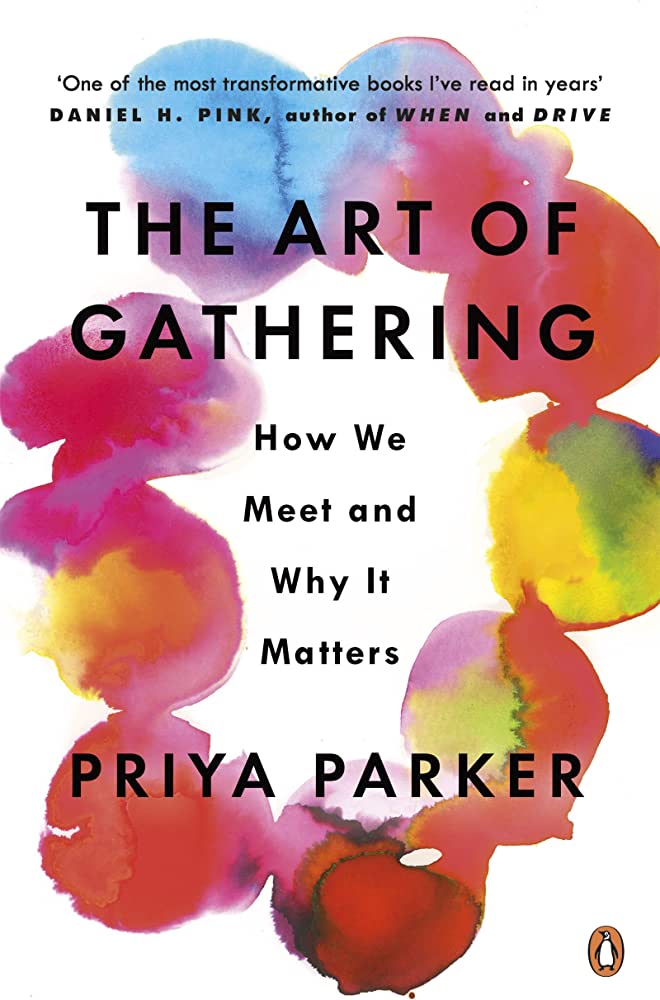 ‘One of the most transformative books I’ve read in years’
DANIEL H. PINK, author of WHEN and DRIVE
THE ART OF
GATHERING
How We
Meet and
Why It
Matters
PRIYA PARKER